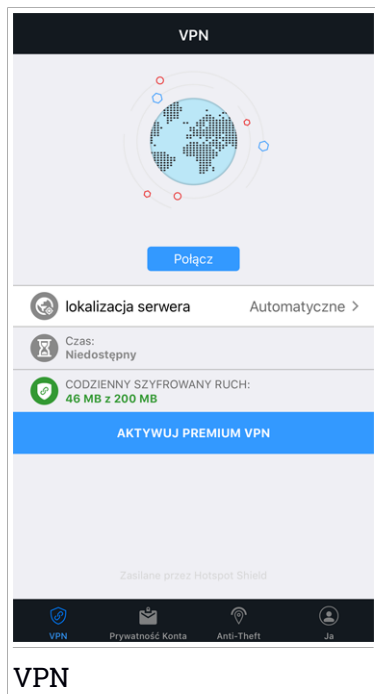 VPN
Połącz
lokalizacja serwera Automatyczne >
Czas:
Niedostępny
CODZIENNY SZYFROWANY RUCH:
46 MB z 200 MB
AKTYWUJ PREMIUM VPN
Zasilane przez Hotspot Shield
VPN Prywatność Konta Anti-Theft Ja
VPN